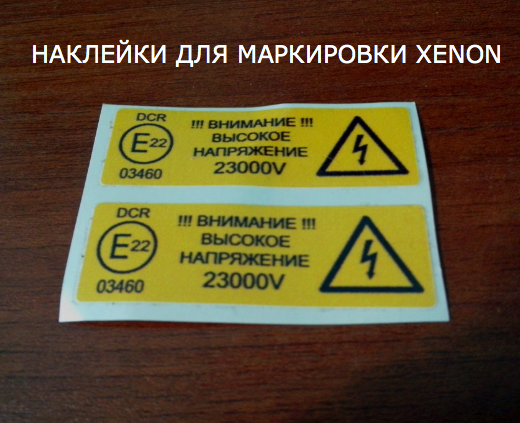 НАКЛЕЙКИ ДЛЯ МАРКИРОВКИ XENON
DCR
E22
03460
!!! ВНИМАНИЕ !!!
ВЫСОКОЕ
НАПРЯЖЕНИЕ
23000V
DCR
E22
03460
!!! ВНИМАНИЕ !!!
ВЫСОКОЕ
НАПРЯЖЕНИЕ
23000V